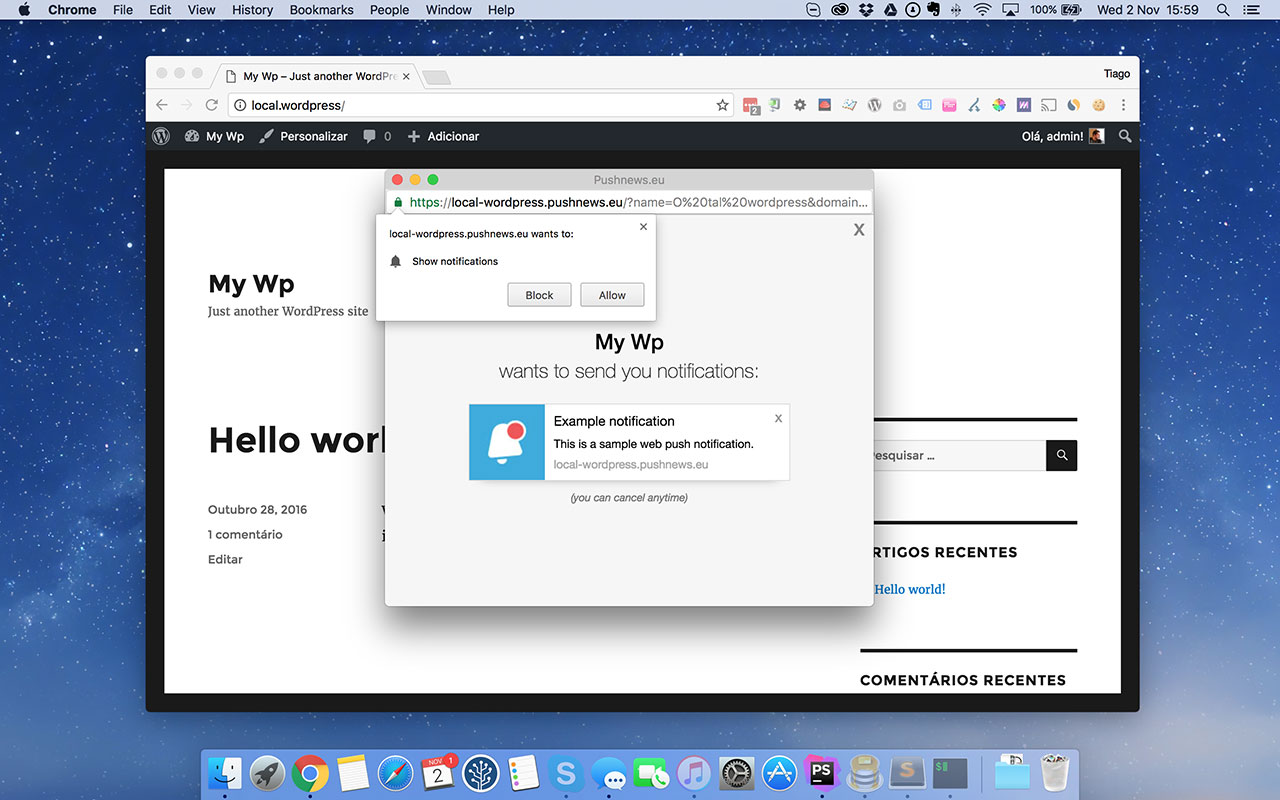 Chrome File Edit View History Bookmarks People Window Help 100% Wed 2 Nov 15:59
My Wp – Just another WordPre
Tiago
local.wordpress/
2
My Wp Personalizar 0 Adicionar Olá, admin!
Pushnews.eu
https://local-wordpress.pushnews.eu/?name=O%20tal%20wordpress&domain...
X
local-wordpress.pushnews.eu wants to:
Show notifications
Block Allow
My Wp
Just another WordPress site
My Wp
wants to send you notifications:
Example notification X
This is a sample web push notification.
local-wordpress.pushnews.eu
(you can cancel anytime)
Hello worl
Outubro 28, 2016
1 comentário
Editar
esquisar ...
RTIGOS RECENTES
Hello world!
COMENTÁRIOS RECENTES
NOV 1
2
PS
S
$